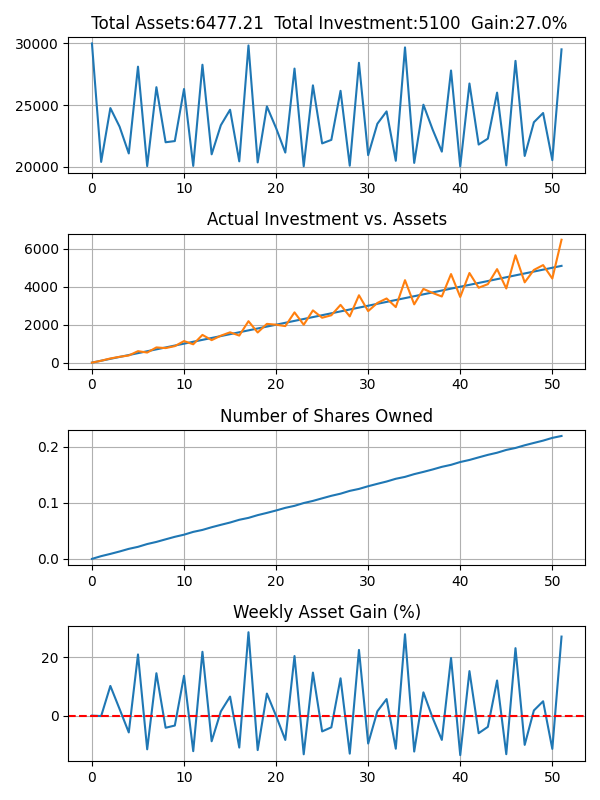 Total Assets:6477.21  Total Investment:5100  Gain:27.0%
30000
25000
20000
0 10 20 30 40 50
Actual Investment vs. Assets
6000
4000
2000
0
0 10 20 30 40 50
Number of Shares Owned
0.2
0.1
0.0
0 10 20 30 40 50
Weekly Asset Gain (%)
20
0
0 10 20 30 40 50